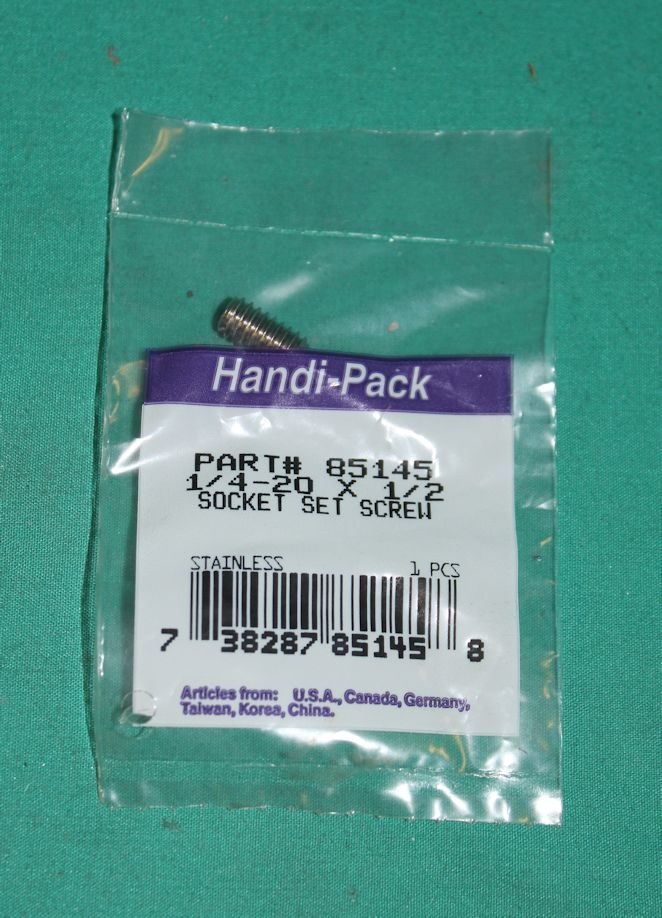 Handi-Pack
PART# 85145
1/4-20 X 1/2
SOCKET SET SCREW
STAINLESS 1 PCS
7 38287 85145 8
Articles from: U.S.A., Canada, Germany,
Taiwan, Korea, China.